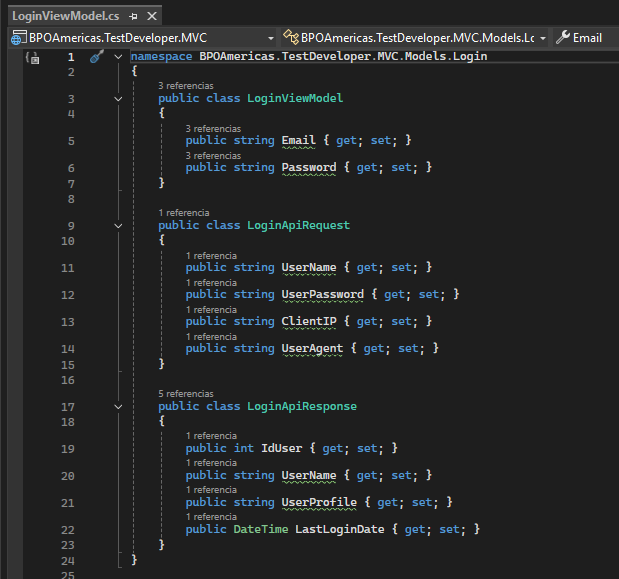 LoginViewModel.cs
BPOAmericas.TestDeveloper.MVC BPOAmericas.TestDeveloper.MVC.Models.Lo Email
1 namespace BPOAmericas.TestDeveloper.MVC.Models.Login
2 {
3 referencias
3 public class LoginViewModel
4 {
3 referencias
5 public string Email { get; set; }
3 referencias
6 public string Password { get; set; }
7 }
8
1 referencia
9 public class LoginApiRequest
10 {
1 referencia
11 public string UserName { get; set; }
1 referencia
12 public string UserPassword { get; set; }
1 referencia
13 public string ClientIP { get; set; }
1 referencia
14 public string UserAgent { get; set; }
15 }
16
5 referencias
17 public class LoginApiResponse
18 {
1 referencia
19 public int IdUser { get; set; }
1 referencia
20 public string UserName { get; set; }
1 referencia
21 public string UserProfile { get; set; }
1 referencia
22 public DateTime LastLoginDate { get; set; }
23 }
24 }
25